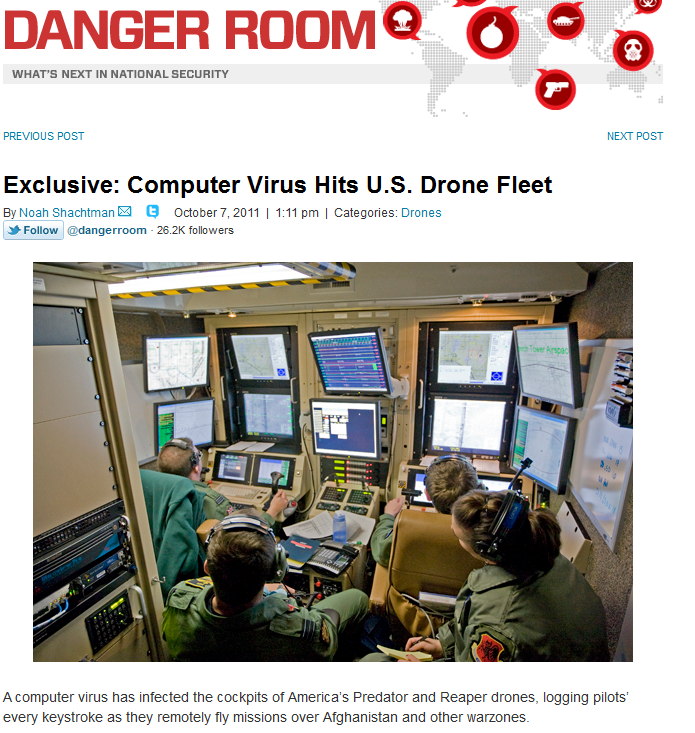 DANGER ROOM
WHAT'S NEXT IN NATIONAL SECURITY
PREVIOUS POST
NEXT POST
Exclusive: Computer Virus Hits U.S. Drone Fleet
By Noah Shachtman October 7, 2011 | 1:11 pm | Categories: Drones
Follow @dangerroom · 26.2K followers
A computer virus has infected the cockpits of America's Predator and Reaper drones, logging pilots'
every keystroke as they remotely fly missions over Afghanistan and other warzones.